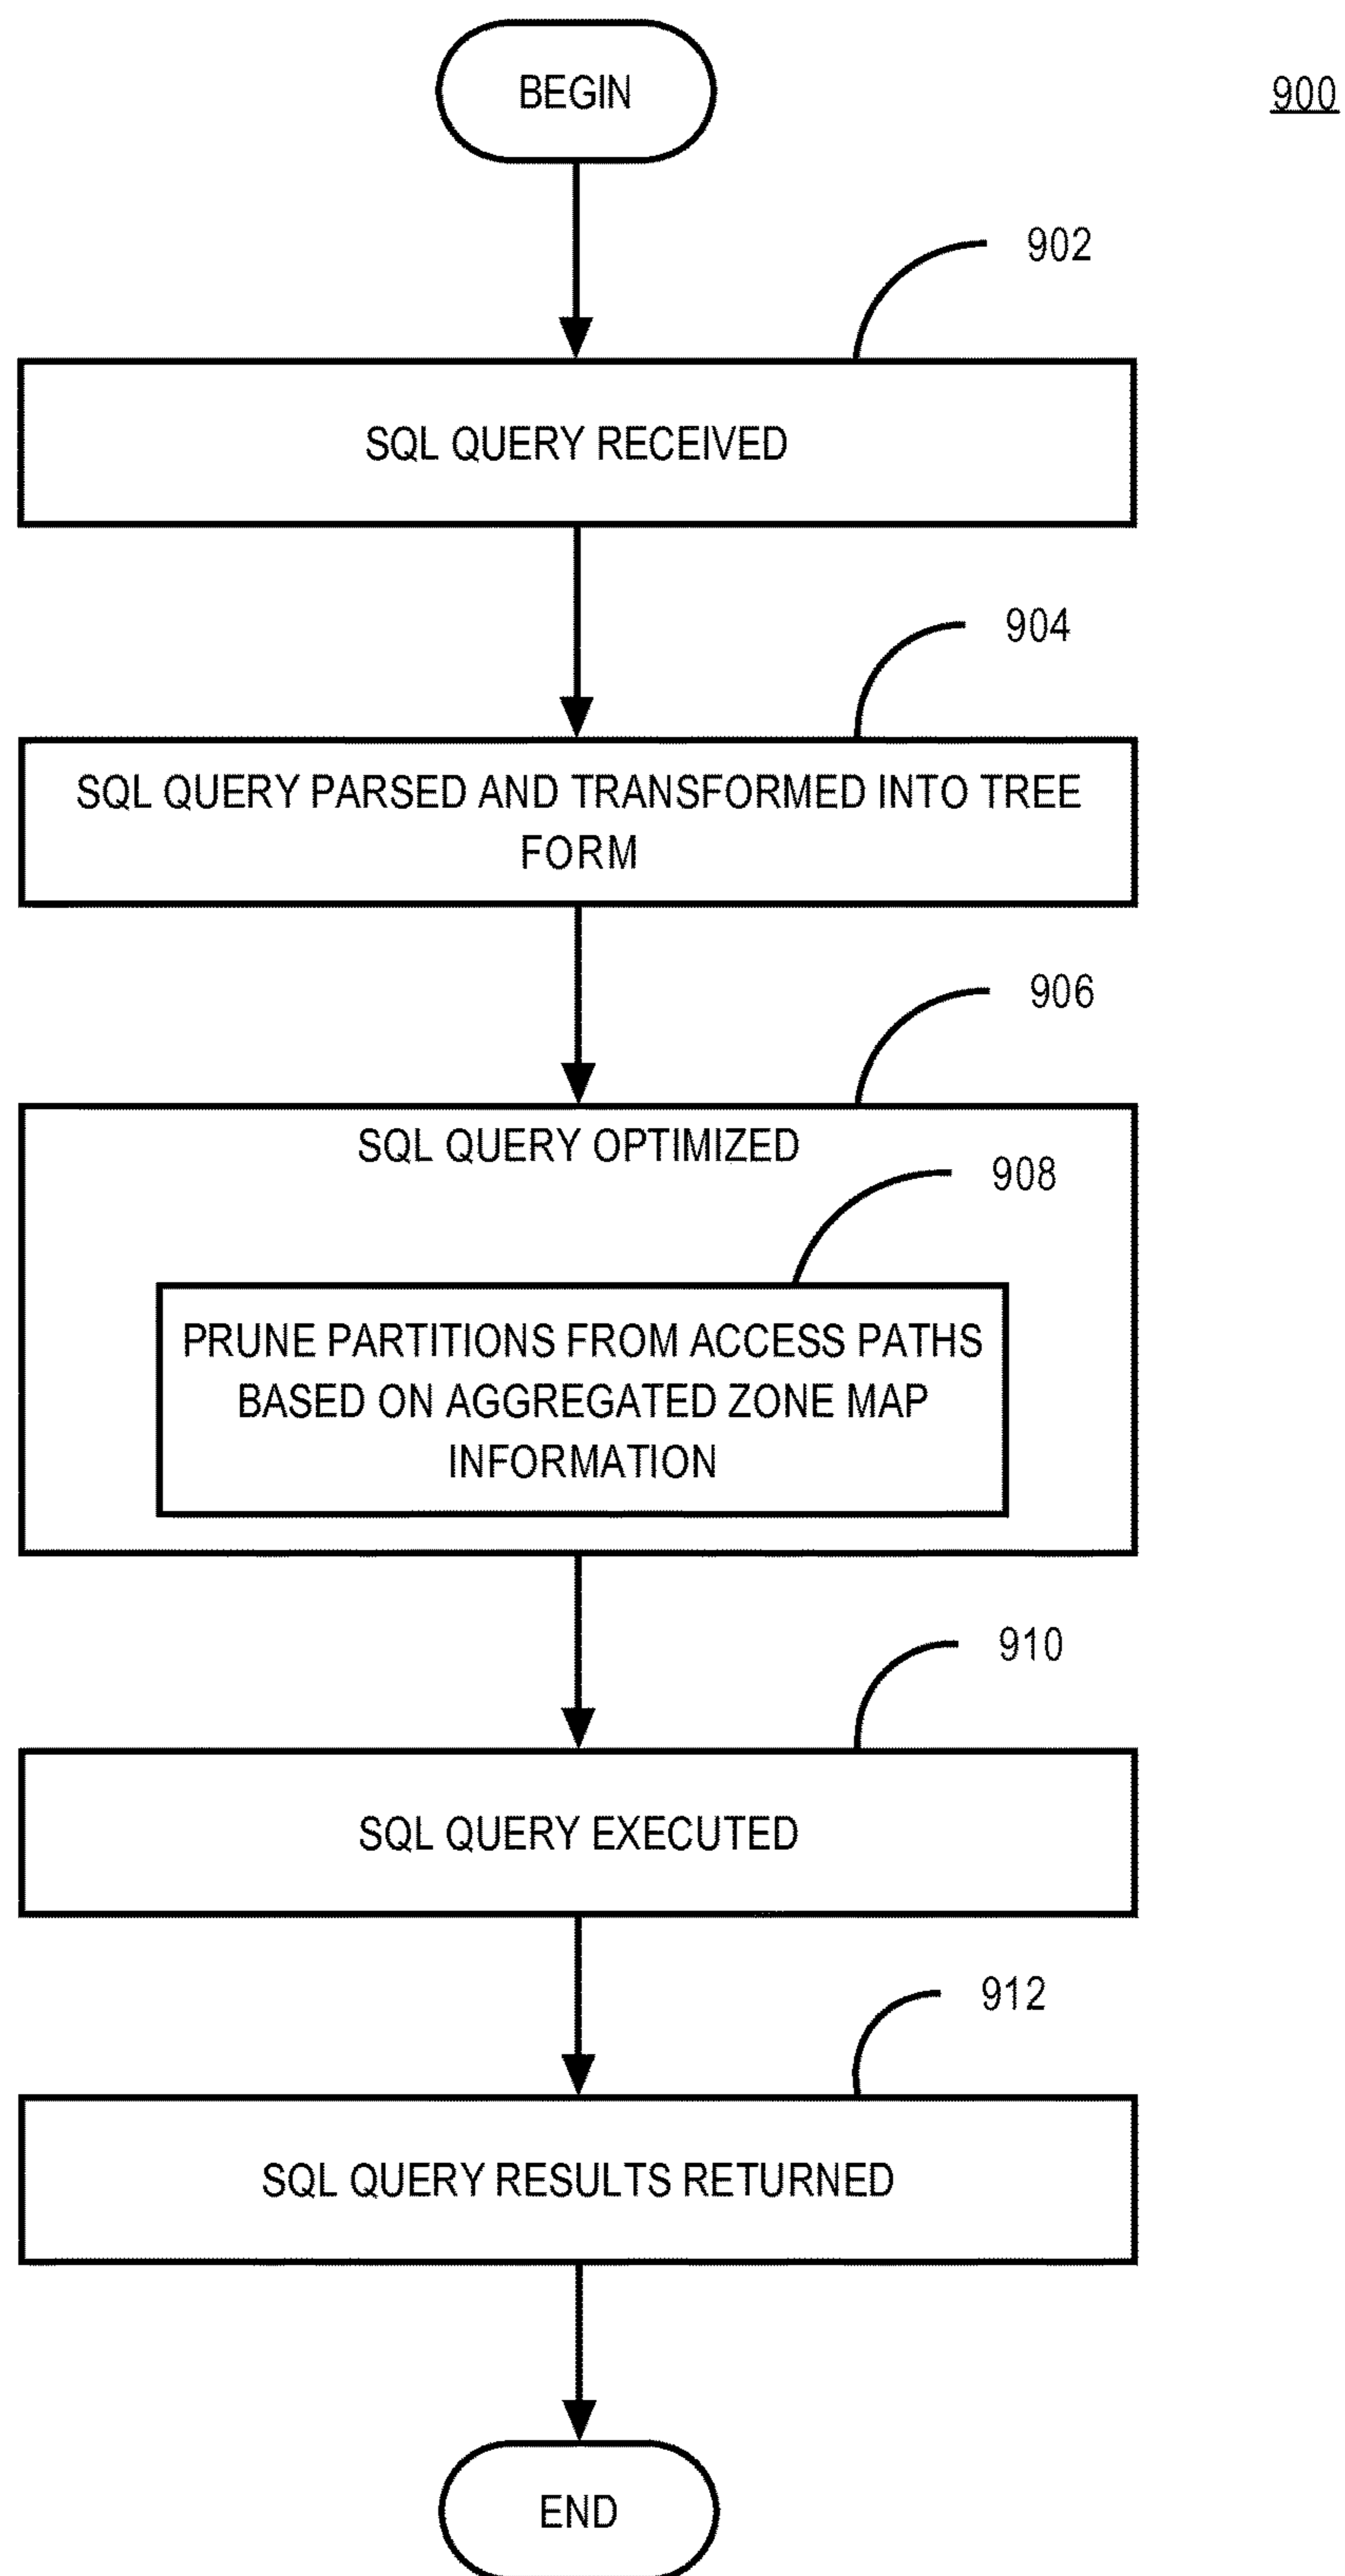 BEGIN
900
902
SQL QUERY RECEIVED
904
SQL QUERY PARSED AND TRANSFORMED INTO TREE
FORM
906
SQL QUERY OPTIMIZED
908
PRUNE PARTITIONS FROM ACCESS PATHS
BASED ON AGGREGATED ZONE MAP
INFORMATION
910
SQL QUERY EXECUTED
912
SQL QUERY RESULTS RETURNED
END